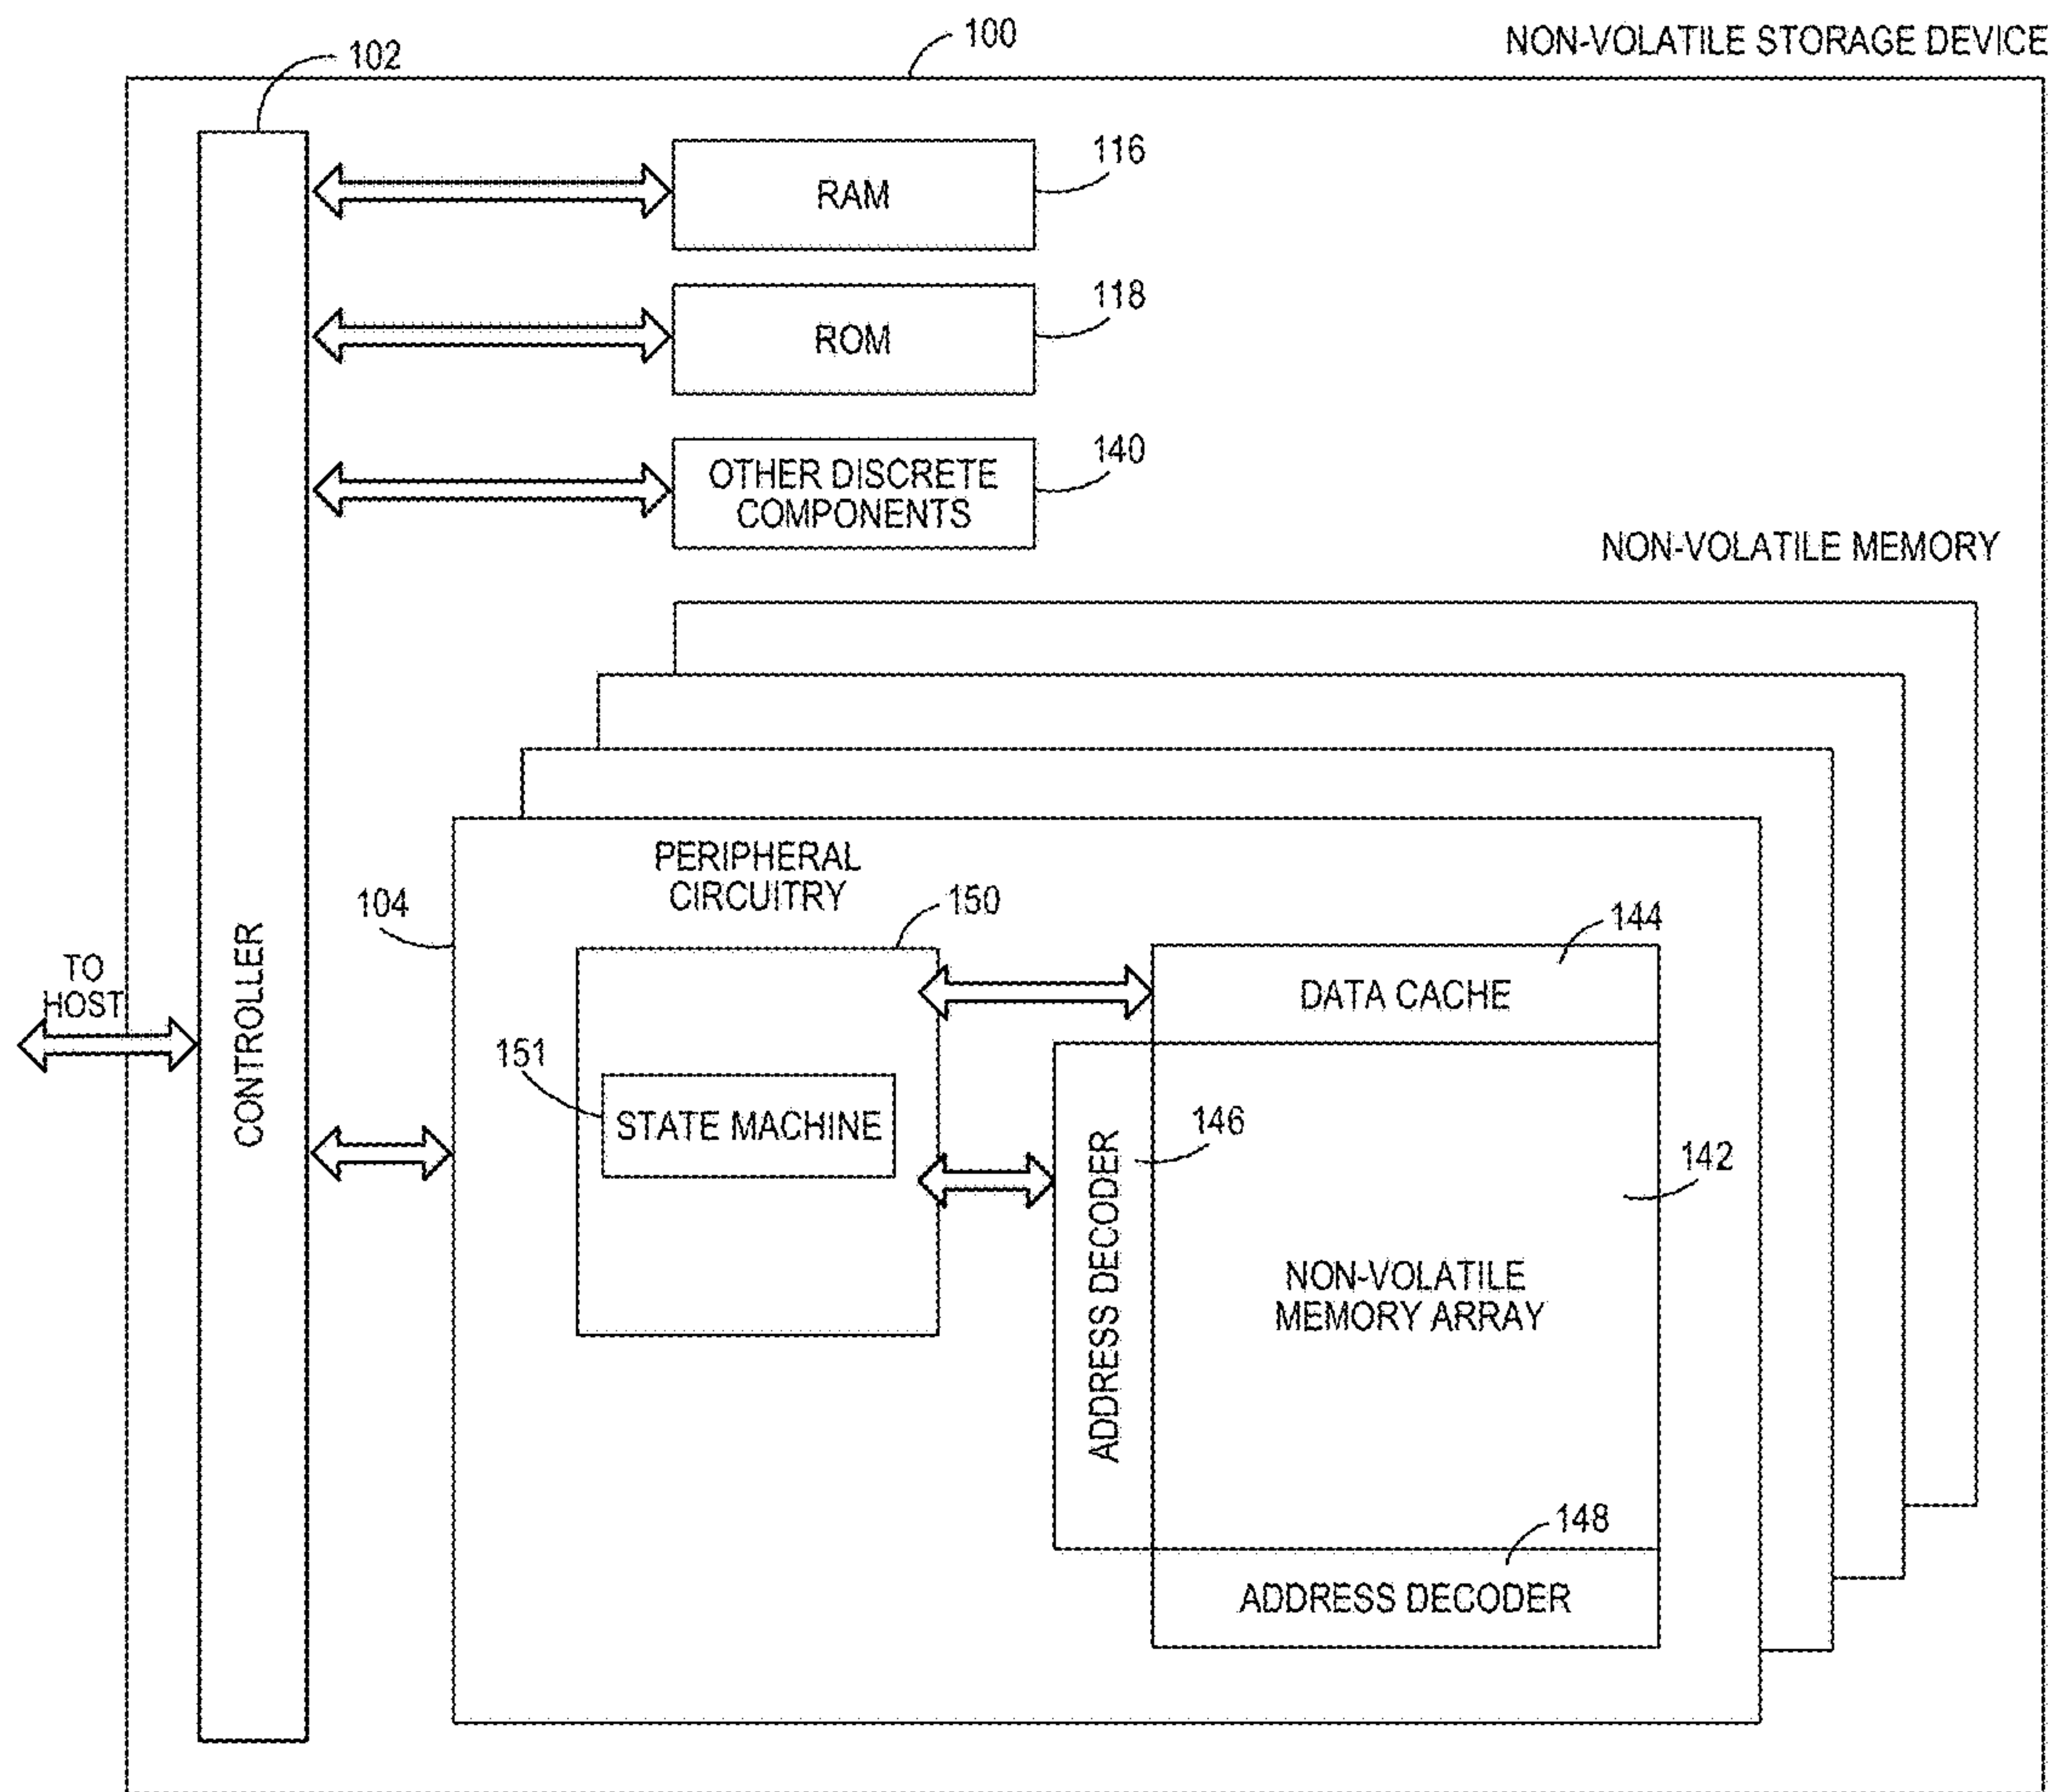 100
NON-VOLATILE STORAGE DEVICE
102
116
RAM
118
ROM
140
OTHER DISCRETE
COMPONENTS
NON-VOLATILE MEMORY
PERIPHERAL
CIRCUITRY
104
150
144
TO
HOST
CONTROLLER
DATA CACHE
151
STATE MACHINE
146
ADDRESS DECODER
142
NON-VOLATILE
MEMORY ARRAY
148
ADDRESS DECODER